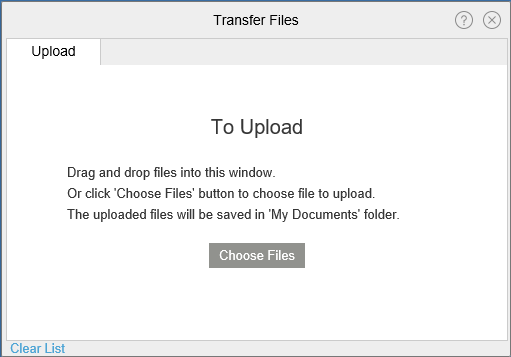 Transfer Files
Upload
To Upload
Drag and drop files into this window.
Or click 'Choose Files' button to choose file to upload.
The uploaded files will be saved in 'My Documents' folder.
Choose Files
Clear List